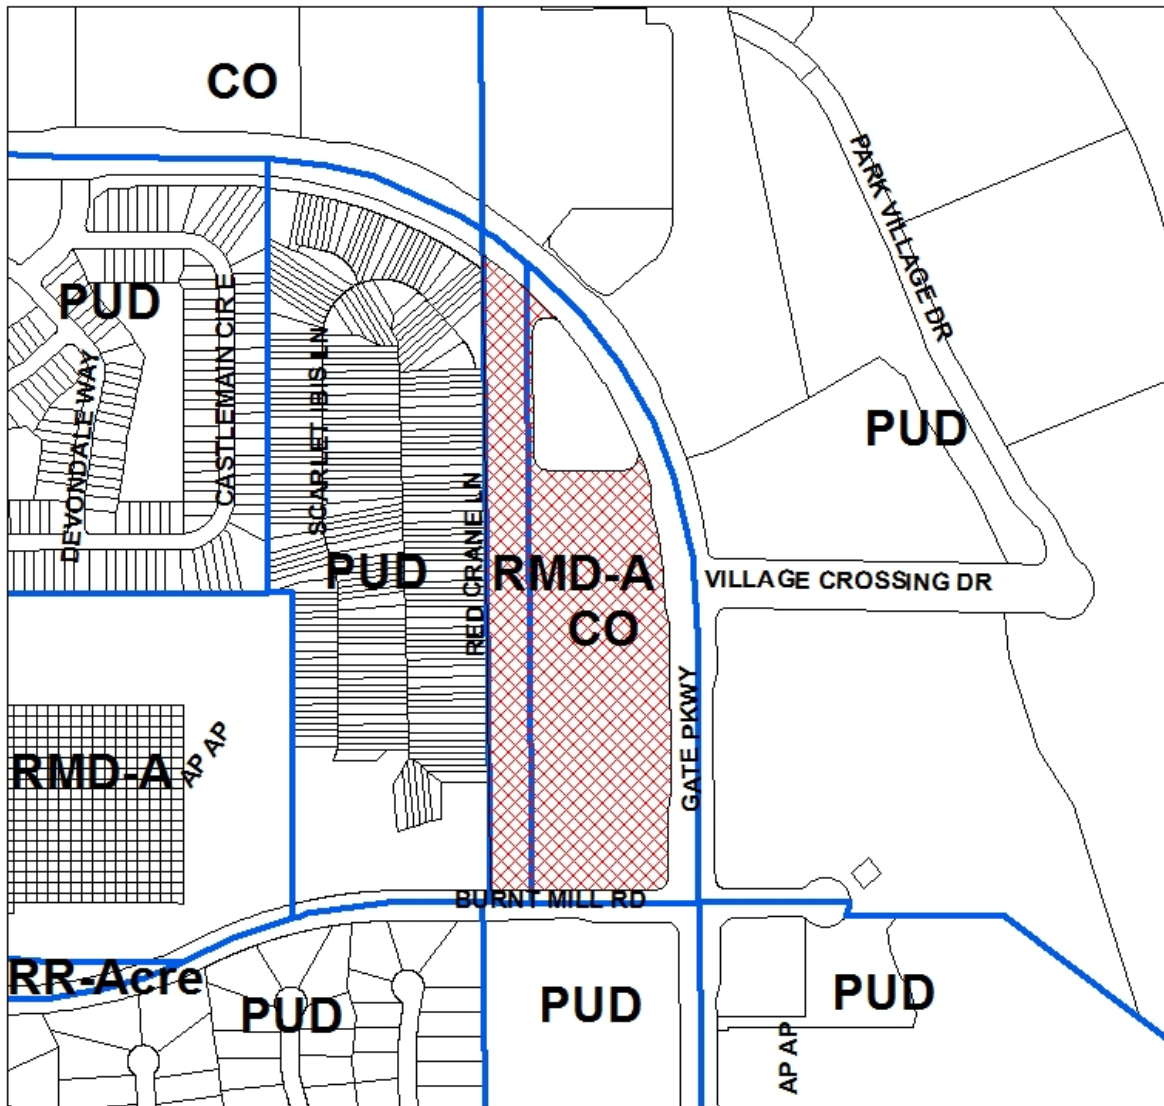 CO
PARK VILLAGE DR
PUD
CASTLEMAIN CIR E
DEVONDALE WAY
SCARLET IBIS LN
PUD
RED CRANE LN
PUD
RMD-A
CO
VILLAGE CROSSING DR
GATE PKWY
RMD-A
AP AP
BURNT MILL RD
RR-Acre
PUD
PUD
PUD
AP AP